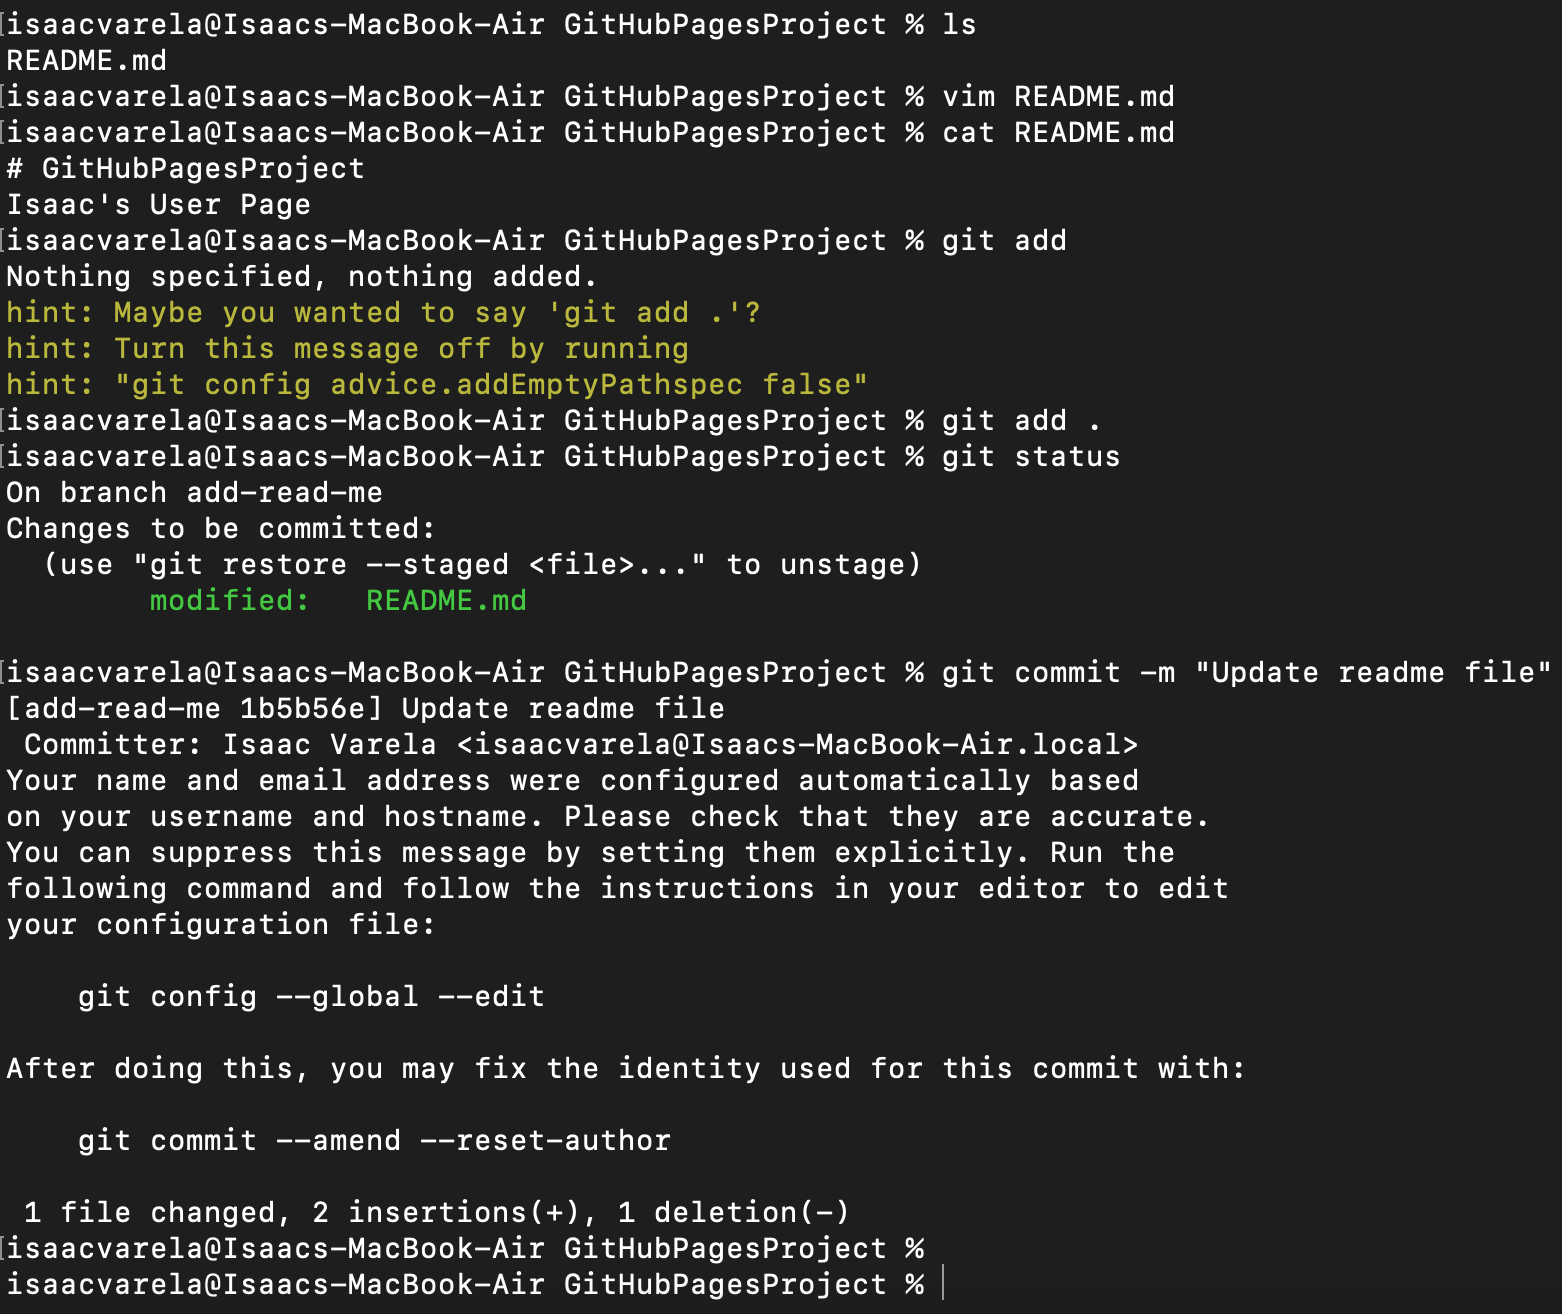 isaacvarela@Isaacs-MacBook-Air GitHubPagesProject % ls
README.md
isaacvarela@Isaacs-MacBook-Air GitHubPagesProject % vim README.md
isaacvarela@Isaacs-MacBook-Air GitHubPagesProject % cat README.md
# GitHubPagesProject
Isaac's User Page
isaacvarela@Isaacs-MacBook-Air GitHubPagesProject % git add
Nothing specified, nothing added.
hint: Maybe you wanted to say 'git add .'?
hint: Turn this message off by running
hint: "git config advice.addEmptyPathspec false"
isaacvarela@Isaacs-MacBook-Air GitHubPagesProject % git add .
isaacvarela@Isaacs-MacBook-Air GitHubPagesProject % git status
On branch add-read-me
Changes to be committed:
  (use "git restore --staged <file>..." to unstage)
        modified:   README.md

isaacvarela@Isaacs-MacBook-Air GitHubPagesProject % git commit -m "Update readme file"
[add-read-me 1b5b56e] Update readme file
 Committer: Isaac Varela <isaacvarela@Isaacs-MacBook-Air.local>
Your name and email address were configured automatically based
on your username and hostname. Please check that they are accurate.
You can suppress this message by setting them explicitly. Run the
following command and follow the instructions in your editor to edit
your configuration file:

    git config --global --edit

After doing this, you may fix the identity used for this commit with:

    git commit --amend --reset-author

 1 file changed, 2 insertions(+), 1 deletion(-)
isaacvarela@Isaacs-MacBook-Air GitHubPagesProject %
isaacvarela@Isaacs-MacBook-Air GitHubPagesProject %